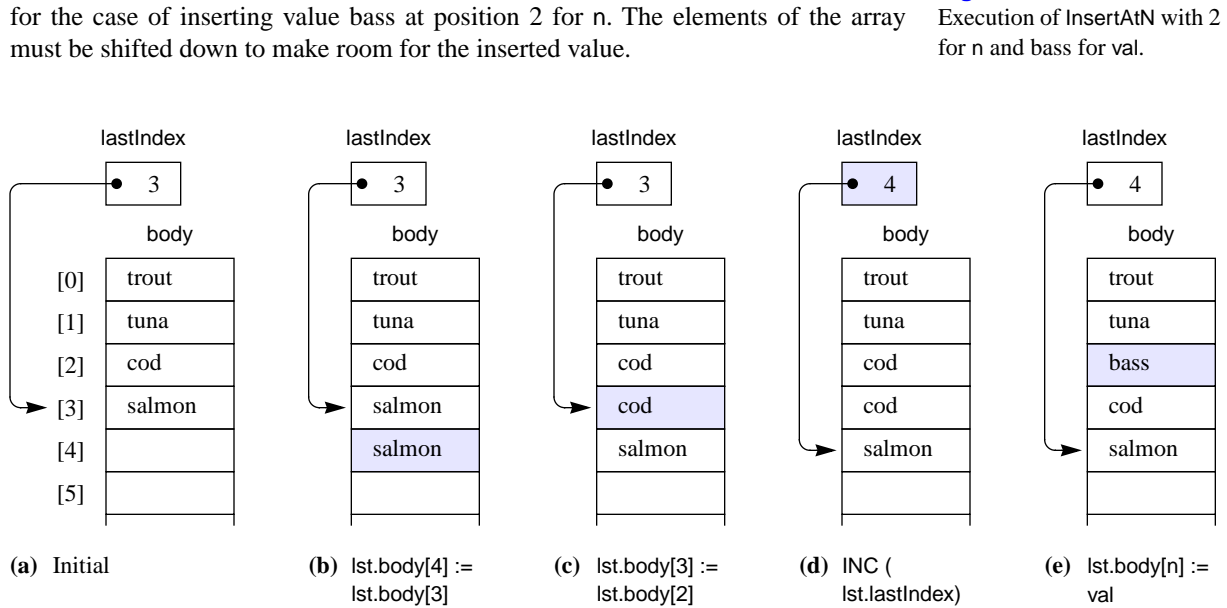 for the case of inserting value bass at position 2 for n. The elements of the array
must be shifted down to make room for the inserted value.
Execution of InsertAtN with 2
for n and bass for val.
lastIndex lastIndex lastIndex lastIndex lastIndex
3 3 3 4 4
body body body body body
[0] trout trout trout trout trout
[1] tuna tuna tuna tuna tuna
[2] cod cod cod cod bass
[3] salmon salmon cod cod cod
[4] salmon salmon salmon salmon
[5]
(a) Initial (b) lst.body[4] := (c) lst.body[3] := (d) INC ( (e) lst.body[n] :=
lst.body[3] lst.body[2] lst.lastIndex) val